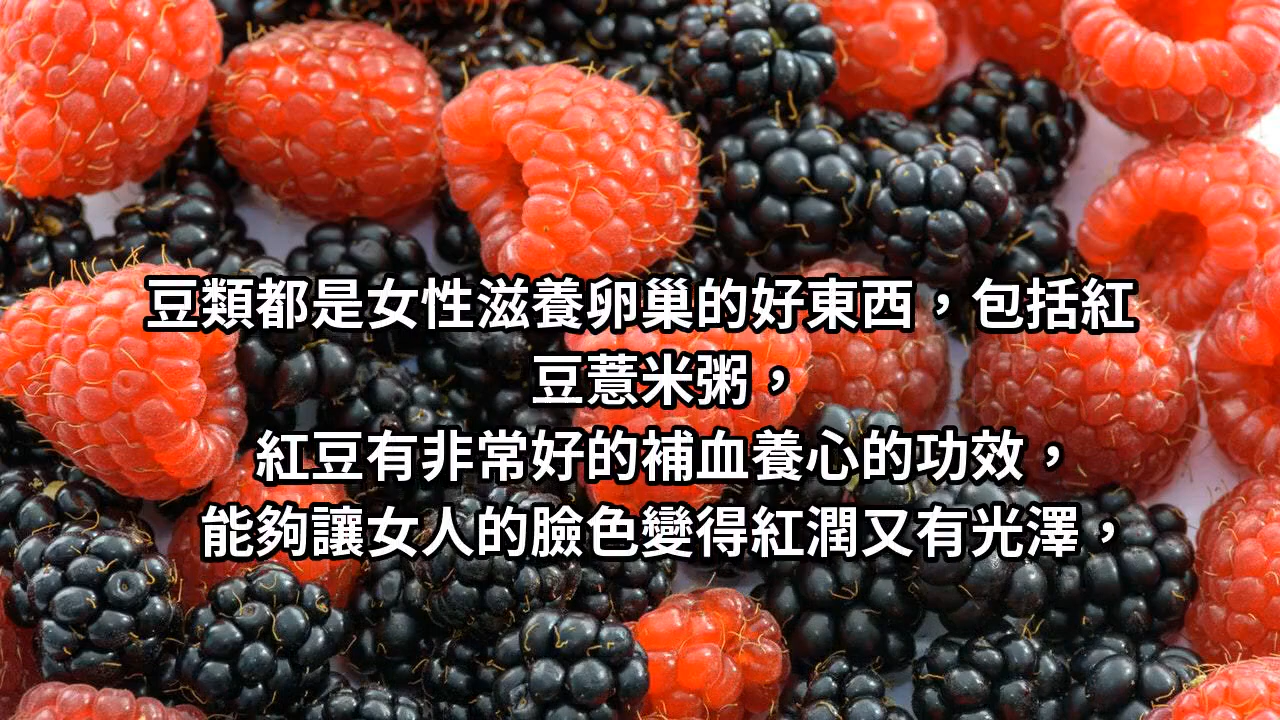 豆類都是女性滋養卵巢的好東西，包括紅
豆薏米粥，
紅豆有非常好的補血養心的功效，
能夠讓女人的臉色變得紅潤又有光澤，